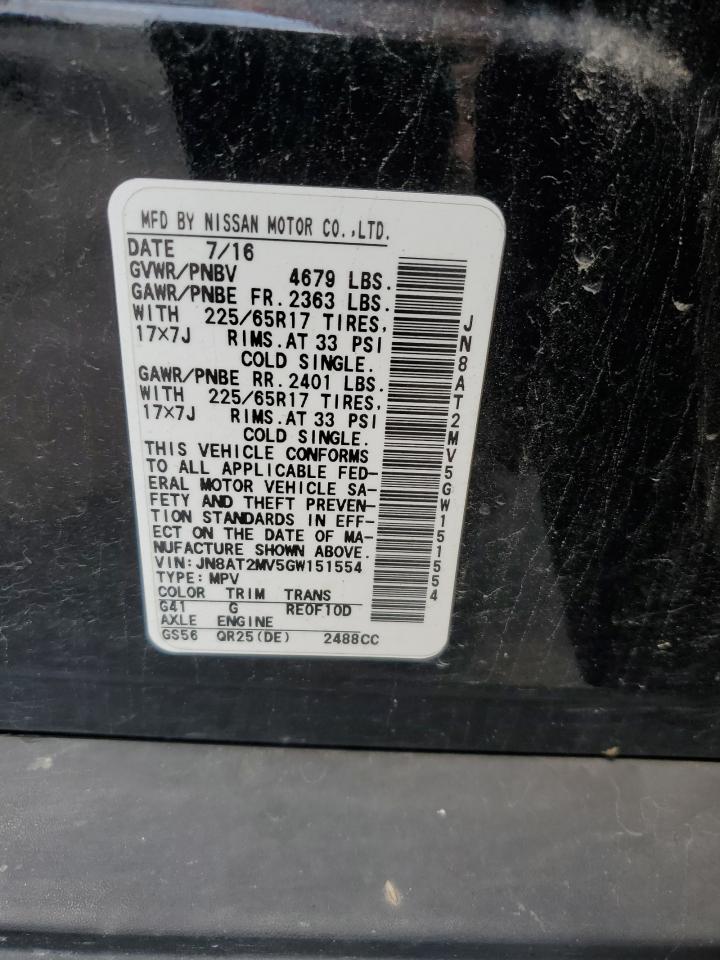 MFD BY NISSAN MOTOR CO.,LTD.
DATE 7/16
GVWR/PNBV 4679 LBS.
GAWR/PNBE FR. 2363 LBS.
WITH 225/65R17 TIRES,
17×7J RIMS.AT 33 PSI
COLD SINGLE.
GAWR/PNBE RR. 2401 LBS.
WITH 225/65R17 TIRES,
17×7J RIMS.AT 33 PSI
COLD SINGLE.
THIS VEHICLE CONFORMS
TO ALL APPLICABLE FED-
ERAL MOTOR VEHICLE SA-
FETY AND THEFT PREVEN-
TION STANDARDS IN EFF-
ECT ON THE DATE OF MA-
NUFACTURE SHOWN ABOVE.
VIN:JN8AT2MV5GW151554
TYPE:MPV
COLOR TRIM TRANS
G41 G RE0F10D
AXLE ENGINE
GS56 QR25(DE) 2488CC
JN8AT2MV5GW151554